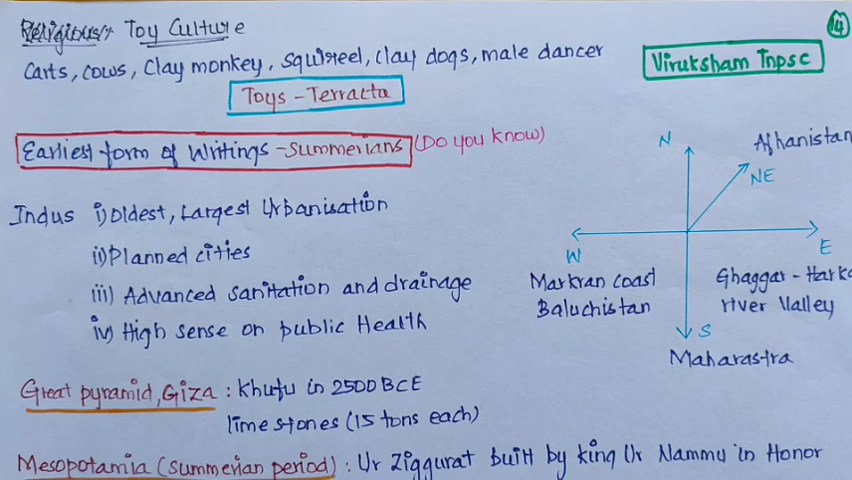 Toy Culture
14
Carts, cows, Clay monkey, squireel, clay dogs, male dancer
Virutksham Tnpsc
Toys - Terracta
Earliest form of Writings - Summerians (Do you know)
N
Afhanistan
NE
Indus i) Oldest, Largest Urbanisation
ii) Planned cities
W
E
iii) Advanced sanitation and drainage
Markran coast
Baluchistan
Ghaggar - Hark
river Valley
iv) High sense on public Health
S
Maharastra
Great pyramid, Giza : Khufu in 2500 BCE
lime stones (15 tons each)
Mesopotamia (Summerian period) : Ur Ziggurat built by king Ur Nammu in Honor